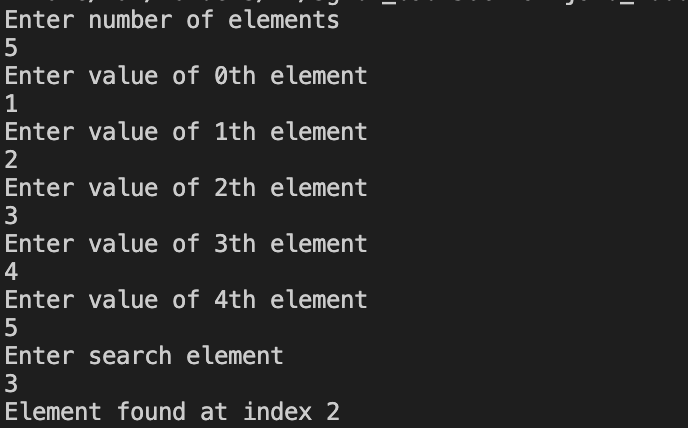 Enter number of elements
5
Enter value of 0th element
1
Enter value of 1th element
2
Enter value of 2th element
3
Enter value of 3th element
4
Enter value of 4th element
5
Enter search element
3
Element found at index 2